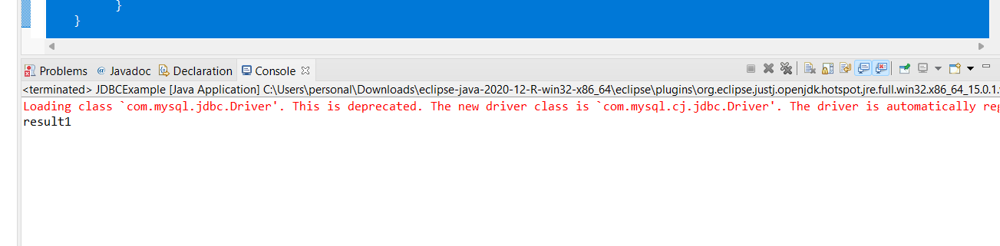 }
}
Problems @ Javadoc Declaration Console
<terminated> JDBCExample [Java Application] C:\Users\personal\Downloads\eclipse-java-2020-12-R-win32-x86_64\eclipse\plugins\org.eclipse.justj.openjdk.hotspot.jre.full.win32.x86_64_15.0.1.
Loading class `com.mysql.jdbc.Driver'. This is deprecated. The new driver class is `com.mysql.cj.jdbc.Driver'. The driver is automatically reg
result1